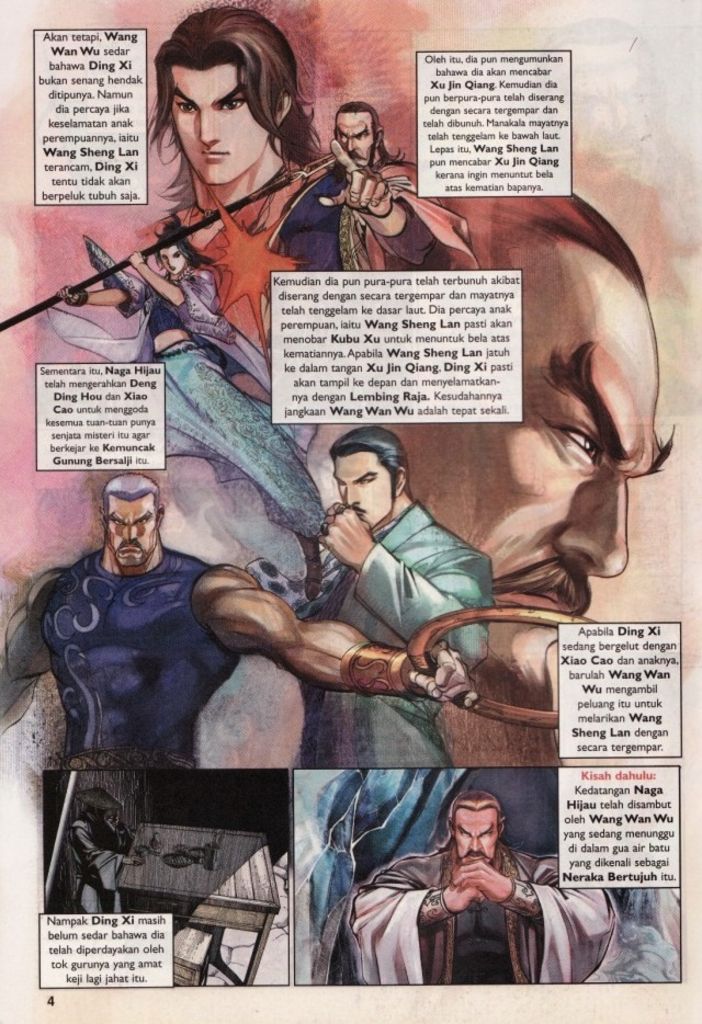 Akan tetapi, Wang
Wan Wu sedar
bahawa Ding Xi
bukan senang hendak
ditipunya. Namun
dia percaya jika
keselamatan anak
perempuannya, iaitu
Wang Sheng Lan
terancam, Ding Xi
tentu tidak akan
berpeluk tubuh saja.
Oleh itu, dia pun mengumunkan
bahawa dia akan mencabar
Xu Jin Qiang. Kemudian dia
pun berpura-pura telah diserang
dengan secara tergempar dan
telah dibunuh. Manakala mayatnya
telah tenggelam ke bawah laut.
Lepas itu, Wang Sheng Lan
pun mencabar Xu Jin Qiang
kerana ingin menuntut bela
atas kematian bapanya.
Kemudian dia pun pura-pura telah terbunuh akibat
diserang dengan secara tergempar dan mayatnya
telah tenggelam ke dasar laut. Dia percaya anak
perempuan, iaitu Wang Sheng Lan pasti akan
menobar Kubu Xu untuk menuntuk bela atas
kematiannya. Apabila Wang Sheng Lan jatuh
ke dalam tangan Xu Jin Qiang, Ding Xi pasti
akan tampil ke depan dan menyelamatkan-
nya dengan Lembing Raja. Kesudahannya
jangkaan Wang Wan Wu adalah tepat sekali.
Sementara itu, Naga Hijau
telah mengerahkan Deng
Ding Hou dan Xiao
Cao untuk menggoda
kesemua tuan-tuan punya
senjata misteri itu agar
berkejar ke Kemuncak
Gunung Bersalji itu.
Apabila Ding Xi
sedang bergelut dengan
Xiao Cao dan anaknya,
barulah Wang Wan
Wu mengambil
peluang itu untuk
melarikan Wang
Sheng Lan dengan
secara tergempar.
Nampak Ding Xi masih
belum sedar bahawa dia
telah diperdayakan oleh
tok gurunya yang amat
keji lagi jahat itu.
Kisah dahulu:
Kedatangan Naga
Hijau telah disambut
oleh Wang Wan Wu
yang sedang menunggu
di dalam gua air batu
yang dikenali sebagai
Neraka Bertujuh itu.
4